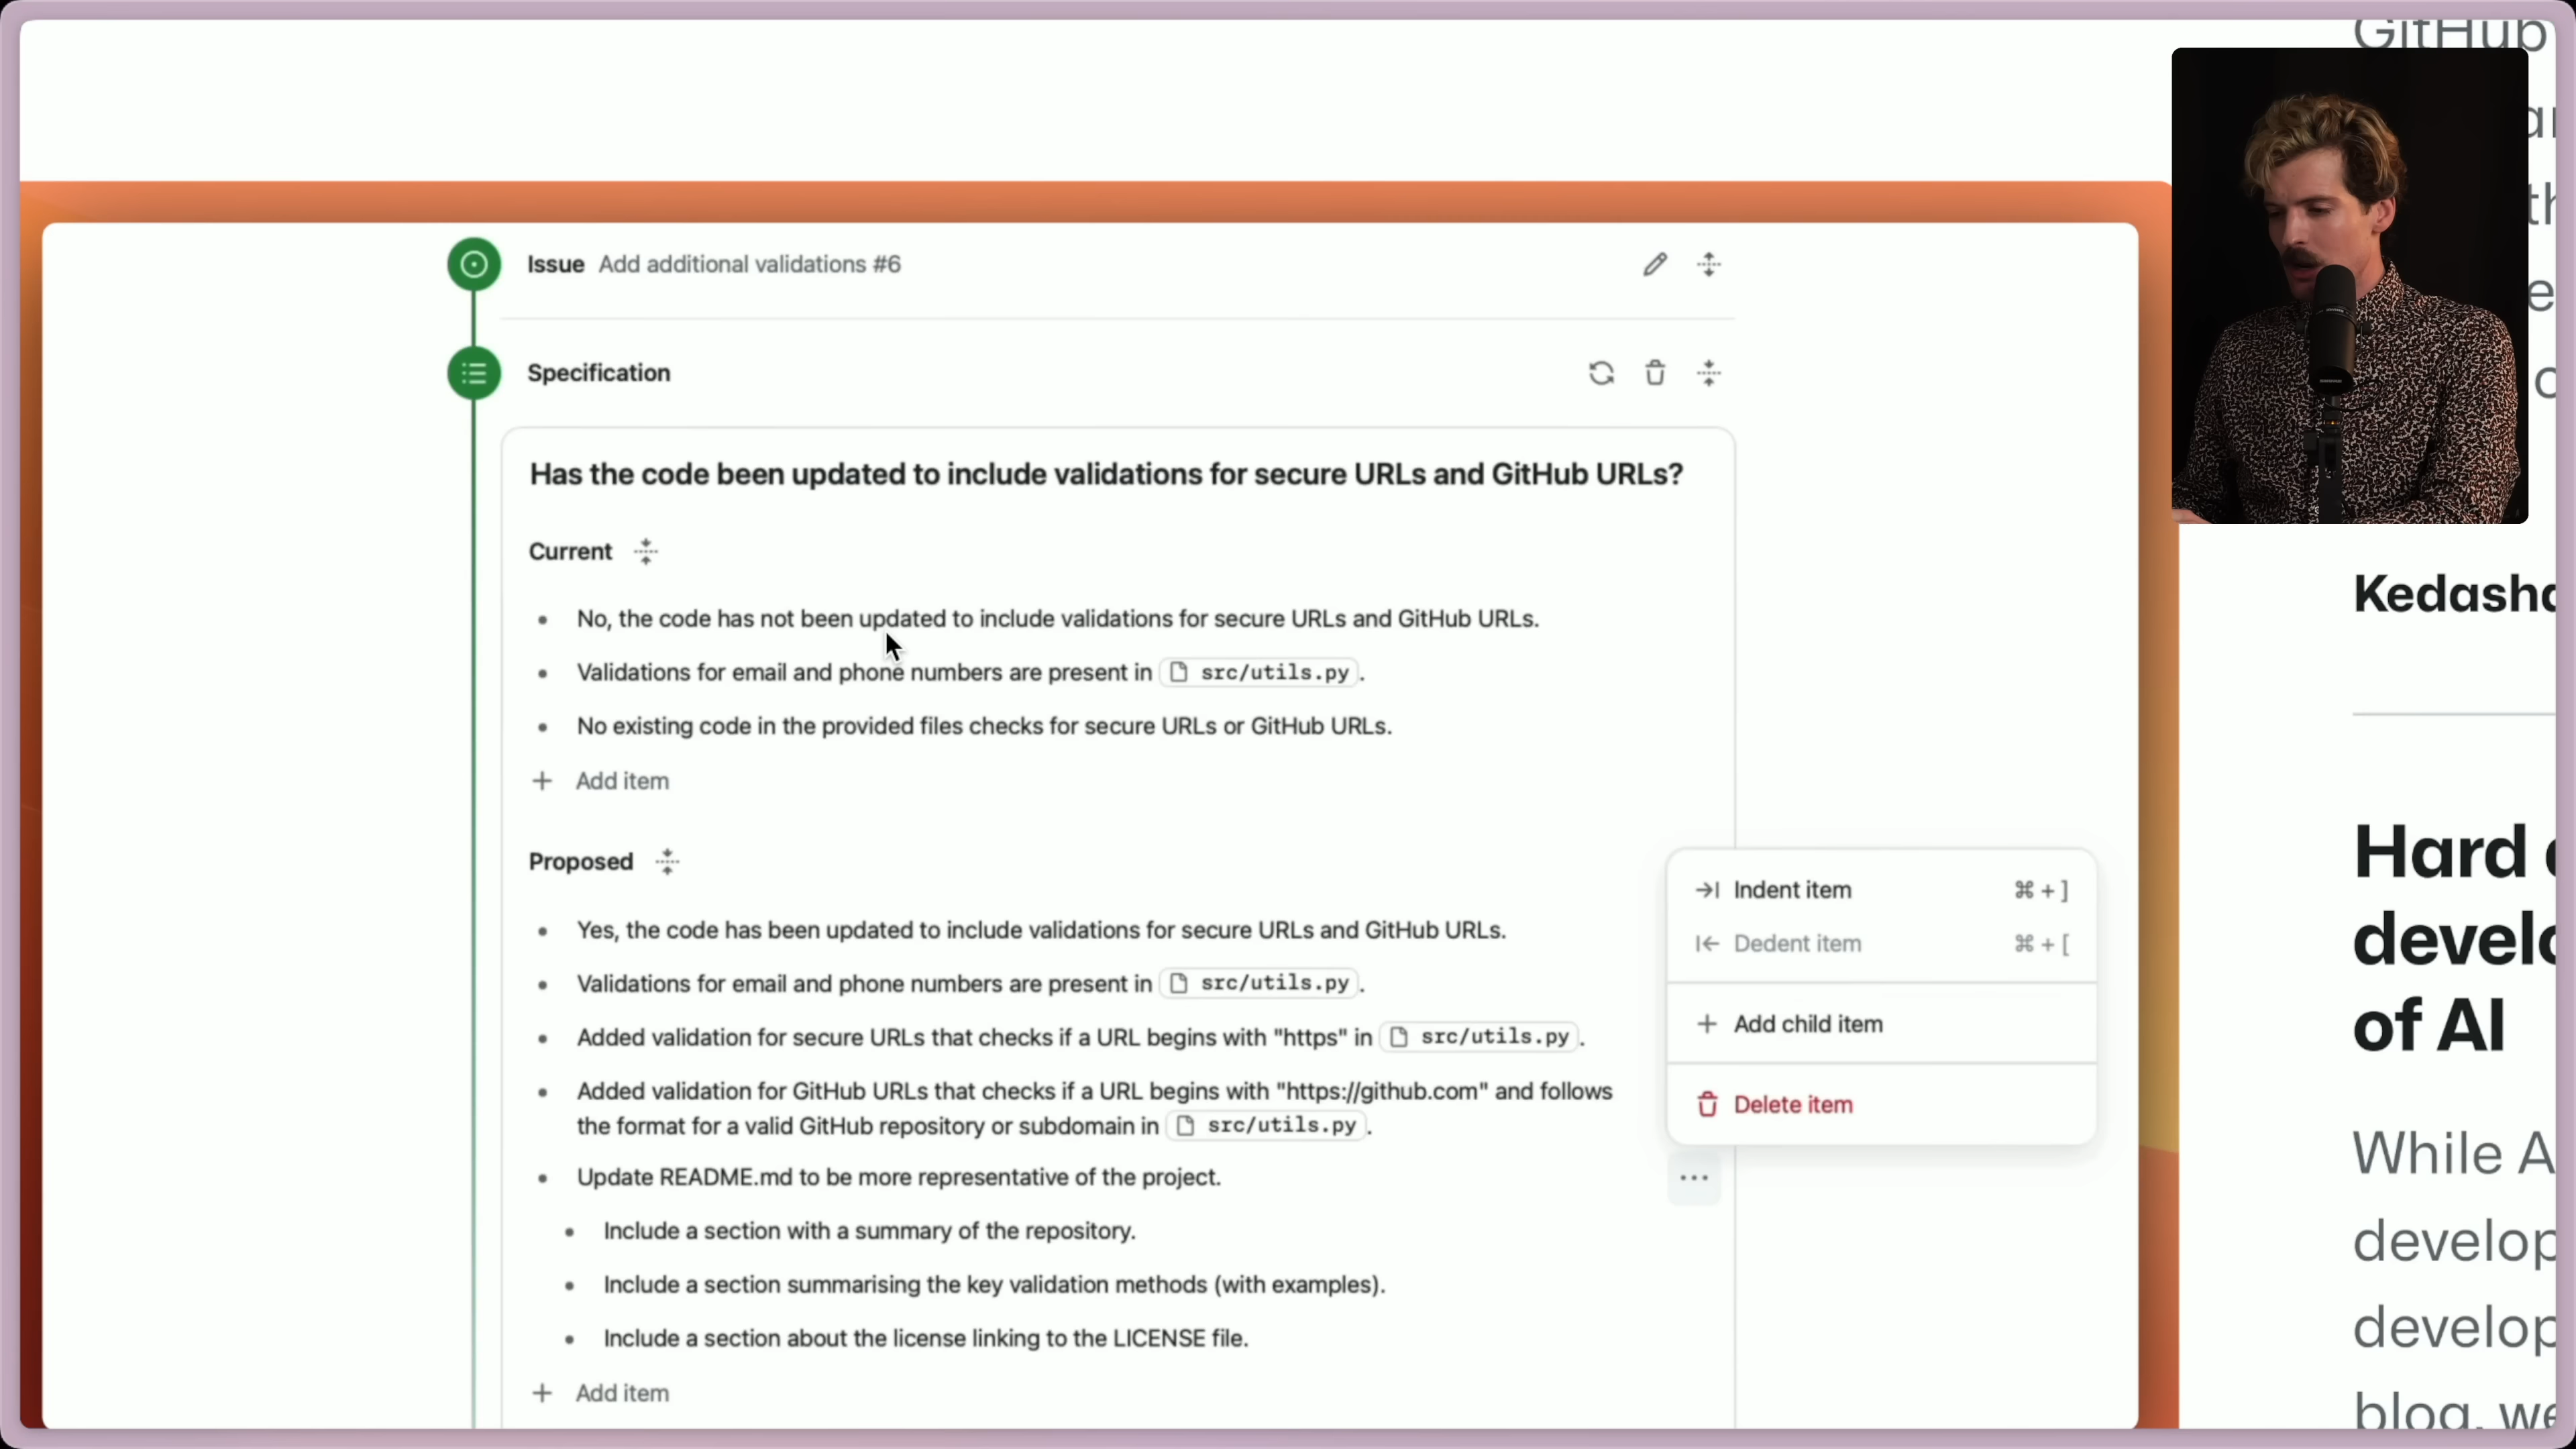 GitHub
Issue Add additional validations #6
Specification
Has the code been updated to include validations for secure URLs and GitHub URLs?
Current
No, the code has not been updated to include validations for secure URLs and GitHub URLs.
Validations for email and phone numbers are present in src/utils.py.
No existing code in the provided files checks for secure URLs or GitHub URLs.
Add item
Proposed
Yes, the code has been updated to include validations for secure URLs and GitHub URLs.
Validations for email and phone numbers are present in src/utils.py.
Added validation for secure URLs that checks if a URL begins with "https" in src/utils.py.
Added validation for GitHub URLs that checks if a URL begins with "https://github.com" and follows
the format for a valid GitHub repository or subdomain in src/utils.py.
Update README.md to be more representative of the project.
Include a section with a summary of the repository.
Include a section summarising the key validation methods (with examples).
Include a section about the license linking to the LICENSE file.
Add item
Indent item ⌘ + ]
Dedent item ⌘ + [
Add child item
Delete item
Kedasha
Hard
develo
of AI
While A
develop
develop
blog, we